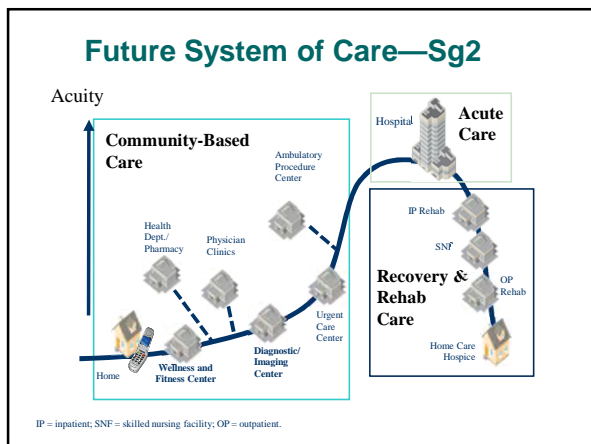 Future System of Care—Sg2
Acuity
Community-Based
Care
Hospital
Acute
Care
Ambulatory
Procedure
Center
Health
Dept./
Pharmacy
Physician
Clinics
IP Rehab
SNF
Recovery &
Rehab
Care
OP
Rehab
Urgent
Care
Center
Diagnostic/
Imaging
Center
Home
Wellness and
Fitness Center
Home Care
Hospice
IP = inpatient; SNF = skilled nursing facility; OP = outpatient.